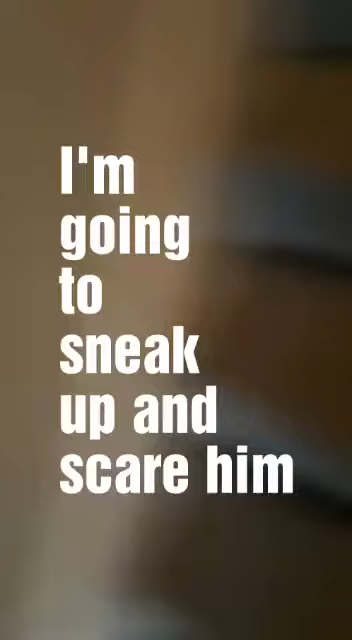 I'm
going
to
sneak
up and
scare him